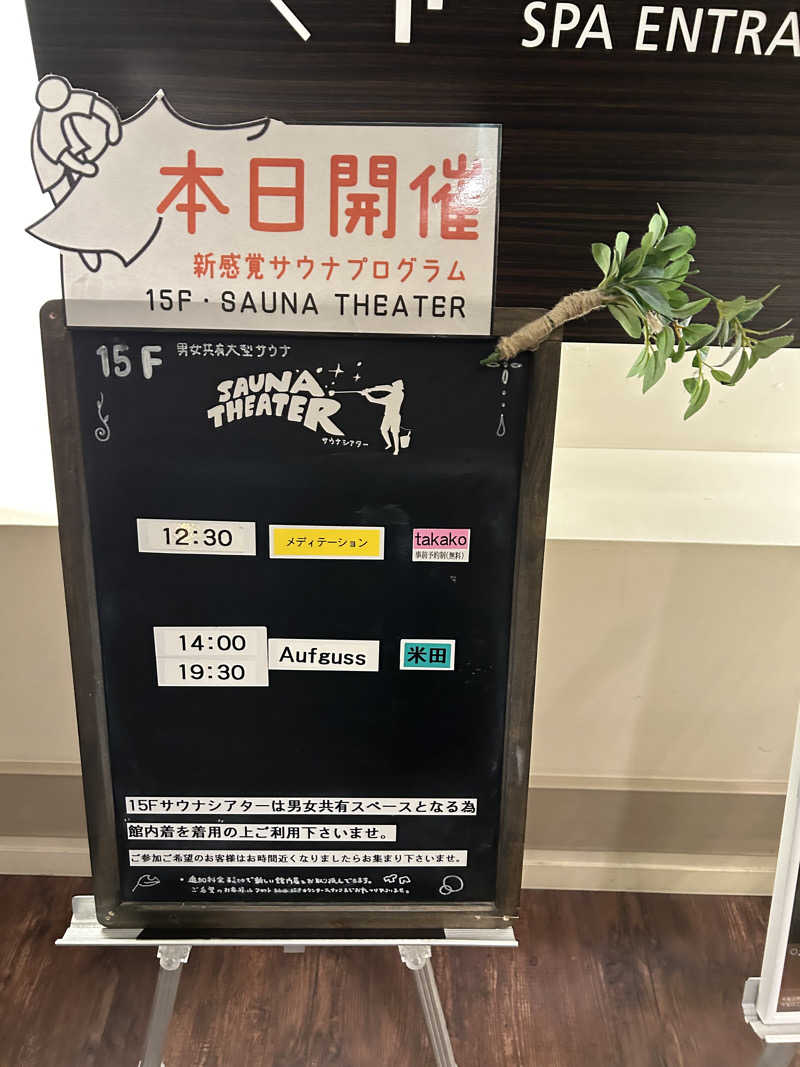 SPA ENTRA
本日開催
新感覚サウナプログラム
15F・SAUNA THEATER
15F 男女共有大型サウナ
SAUNA
THEATER
サウナシアター
12:30 メディテーション takako
事前予約制(無料)
14:00
19:30 Aufguss 米田
15Fサウナシアターは男女共有スペースとなる為
館内着を着用の上ご利用下さいませ。
ご参加ご希望のお客様はお時間近くなりましたらお集まり下さいませ。